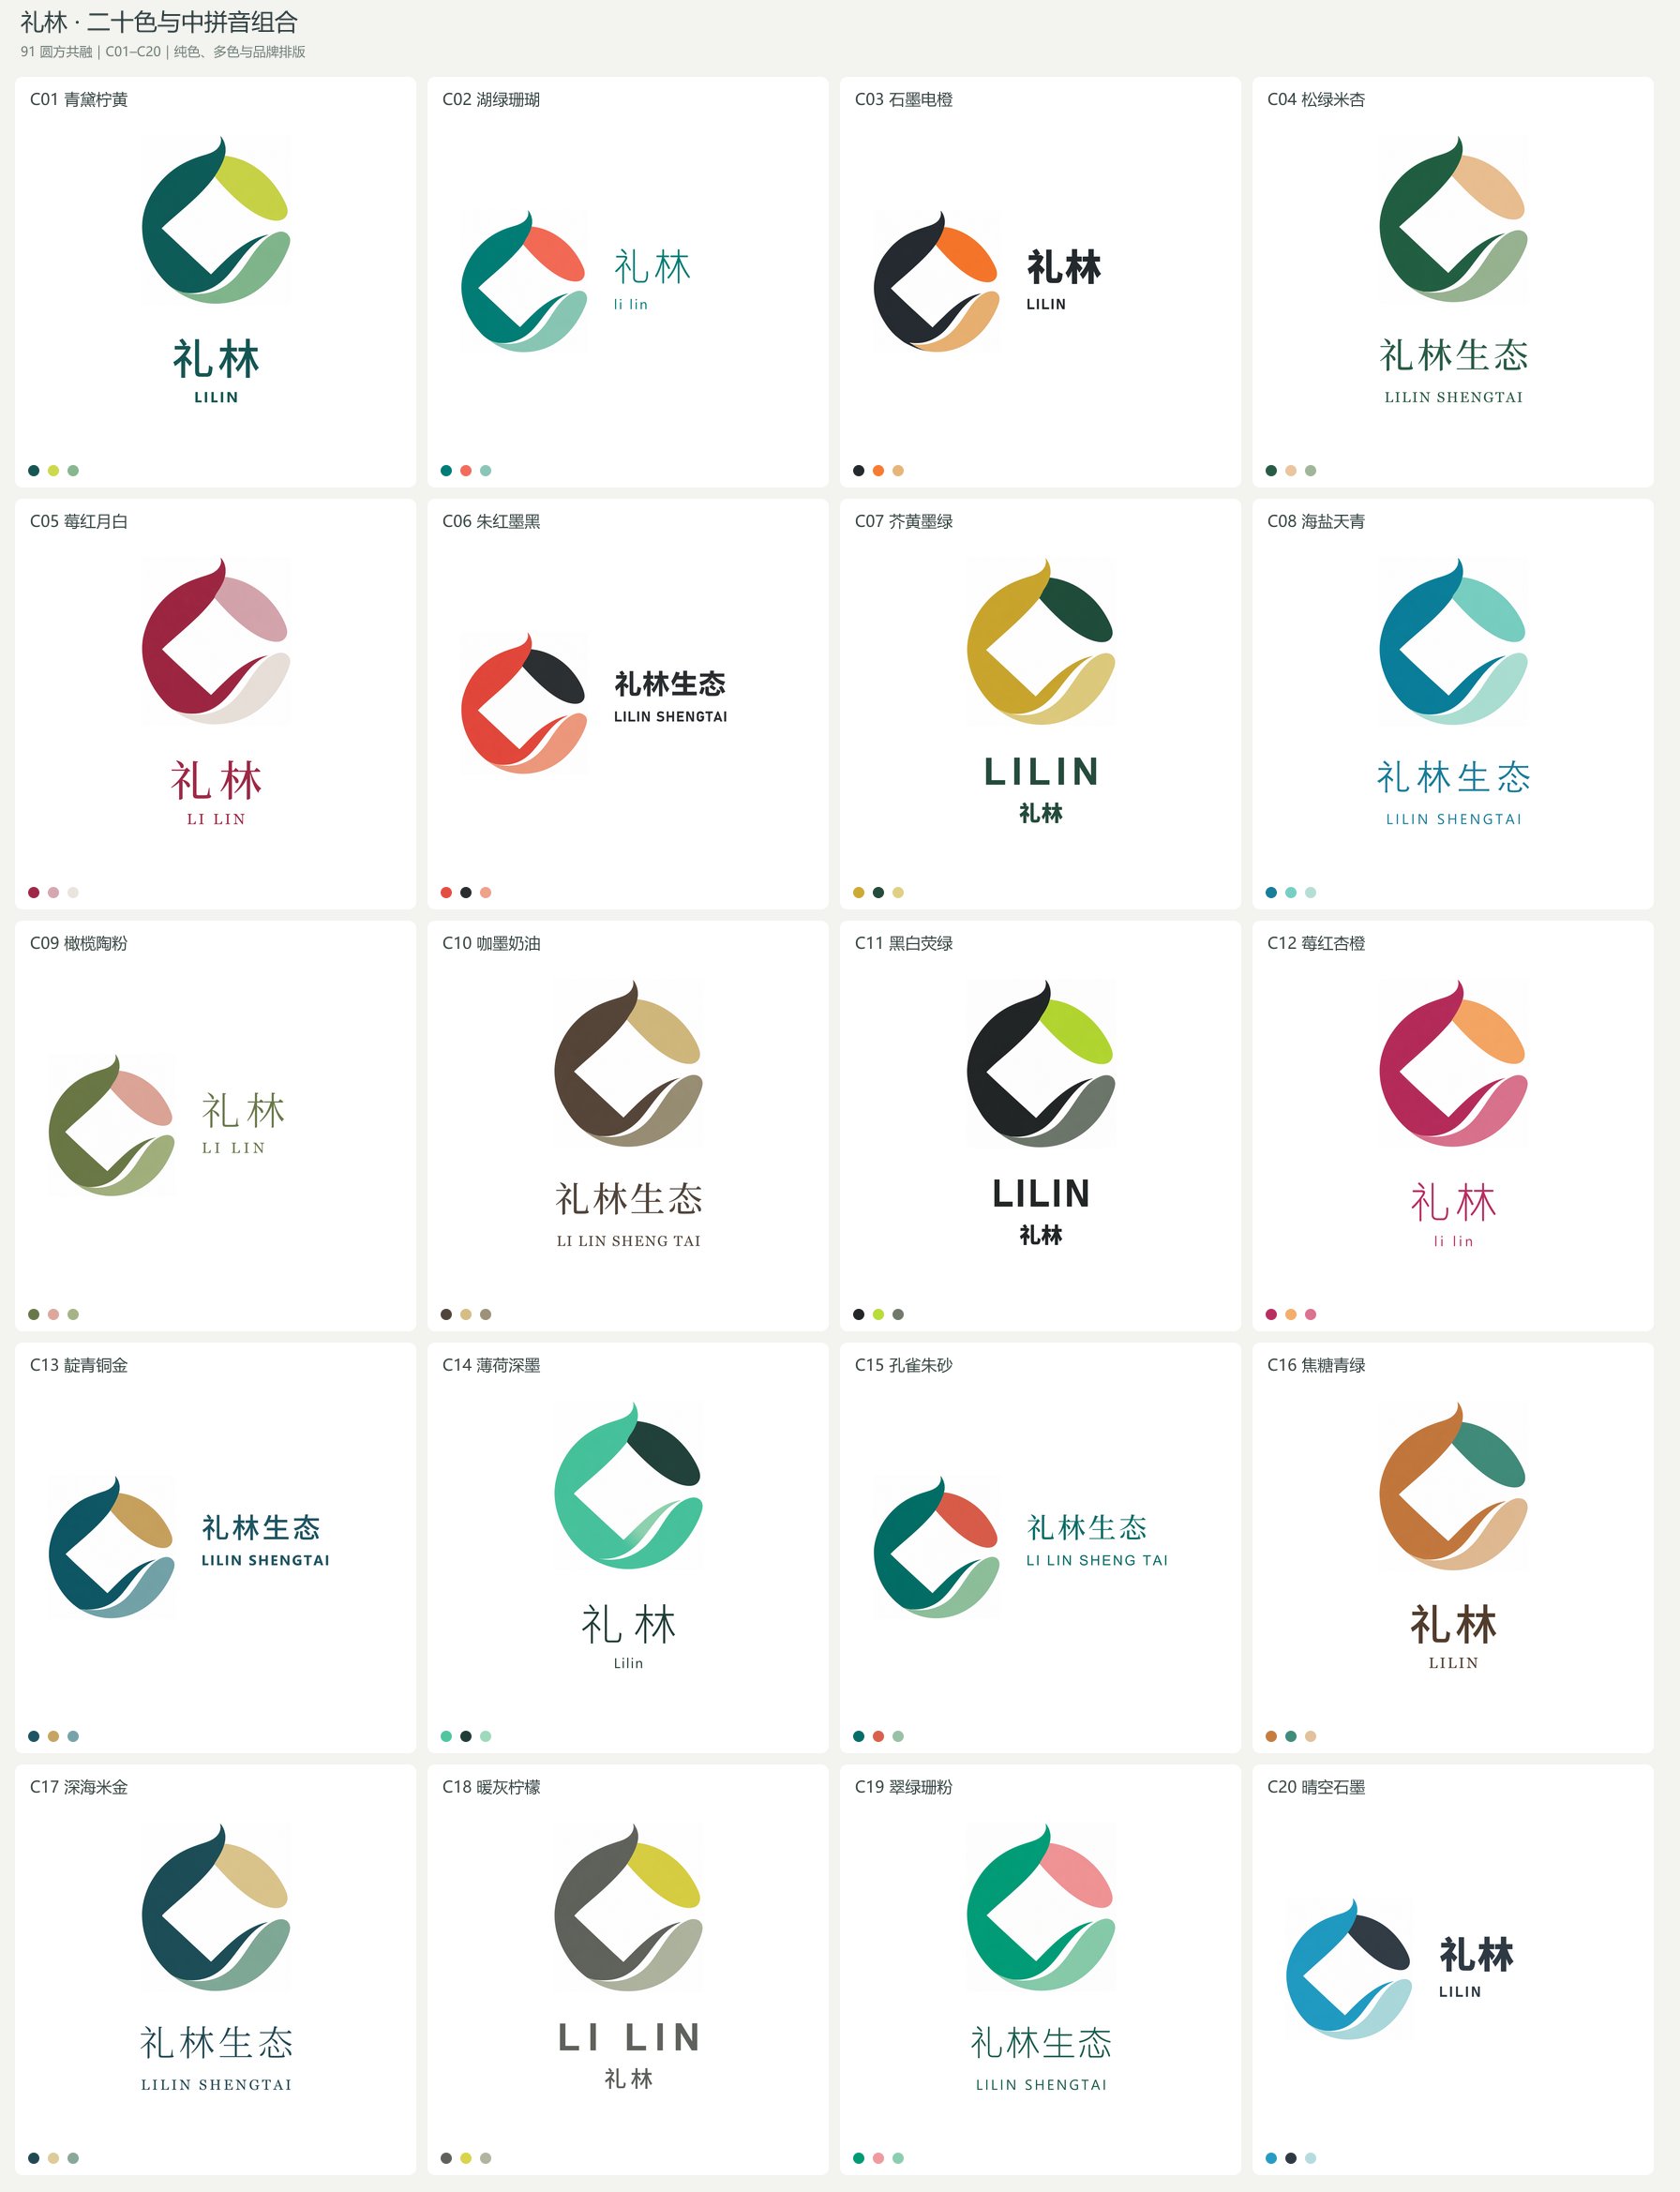 礼林 · 二十色与中拼音组合
91 圆方共融 | C01–C20 | 纯色、多色与品牌排版
C01 青黛柠黄
礼林
LILIN
C02 湖绿珊瑚
礼林
li lin
C03 石墨电橙
礼林
LILIN
C04 松绿米杏
礼林生态
LILIN SHENGTAI
C05 莓红月白
礼林
LI LIN
C06 朱红墨黑
礼林生态
LILIN SHENGTAI
C07 芥黄墨绿
LILIN
礼林
C08 海盐天青
礼林生态
LILIN SHENGTAI
C09 橄榄陶粉
礼林
LI LIN
C10 咖墨奶油
礼林生态
LI LIN SHENG TAI
C11 黑白荧绿
LILIN
礼林
C12 莓红杏橙
礼林
li lin
C13 靛青铜金
礼林生态
LILIN SHENGTAI
C14 薄荷深墨
礼林
Lilin
C15 孔雀朱砂
礼林生态
LI LIN SHENG TAI
C16 焦糖青绿
礼林
LILIN
C17 深海米金
礼林生态
LILIN SHENGTAI
C18 暖灰柠檬
LI LIN
礼林
C19 翠绿珊粉
礼林生态
LILIN SHENGTAI
C20 晴空石墨
礼林
LILIN